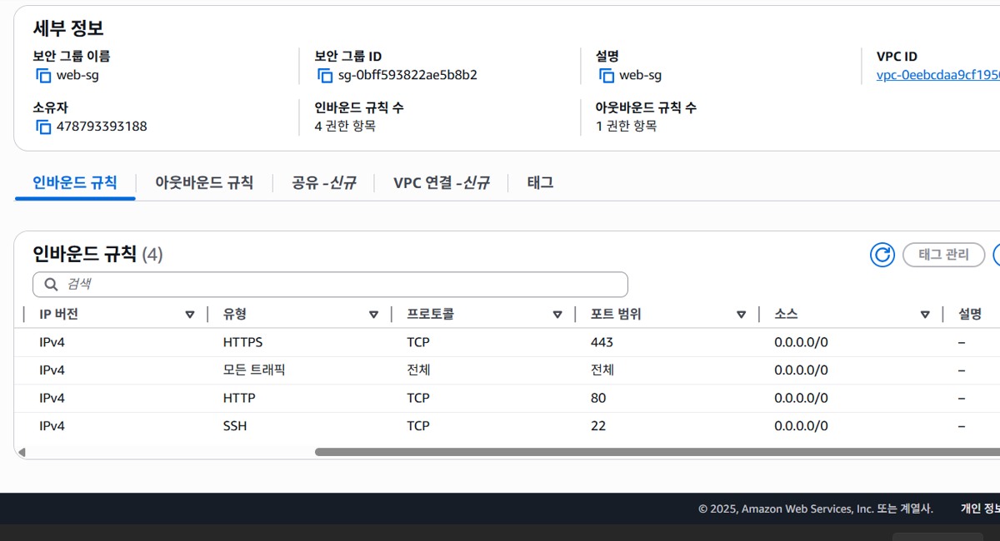 세부 정보
보안 그룹 이름 보안 그룹 ID 설명 VPC ID
web-sg sg-0bff593822ae5b8b2 web-sg vpc-0eebcdaa9cf195
소유자 인바운드 규칙 수 아웃바운드 규칙 수
478793393188 4 권한 항목 1 권한 항목
인바운드 규칙 아웃바운드 규칙 공유 -신규 VPC 연결 -신규 태그
인바운드 규칙 (4)
태그 관리
검색
IP 버전 유형 프로토콜 포트 범위 소스 설명
IPv4 HTTPS TCP 443 0.0.0.0/0 –
IPv4 모든 트래픽 전체 전체 0.0.0.0/0 –
IPv4 HTTP TCP 80 0.0.0.0/0 –
IPv4 SSH TCP 22 0.0.0.0/0 –
© 2025, Amazon Web Services, Inc. 또는 계열사. 개인 정보